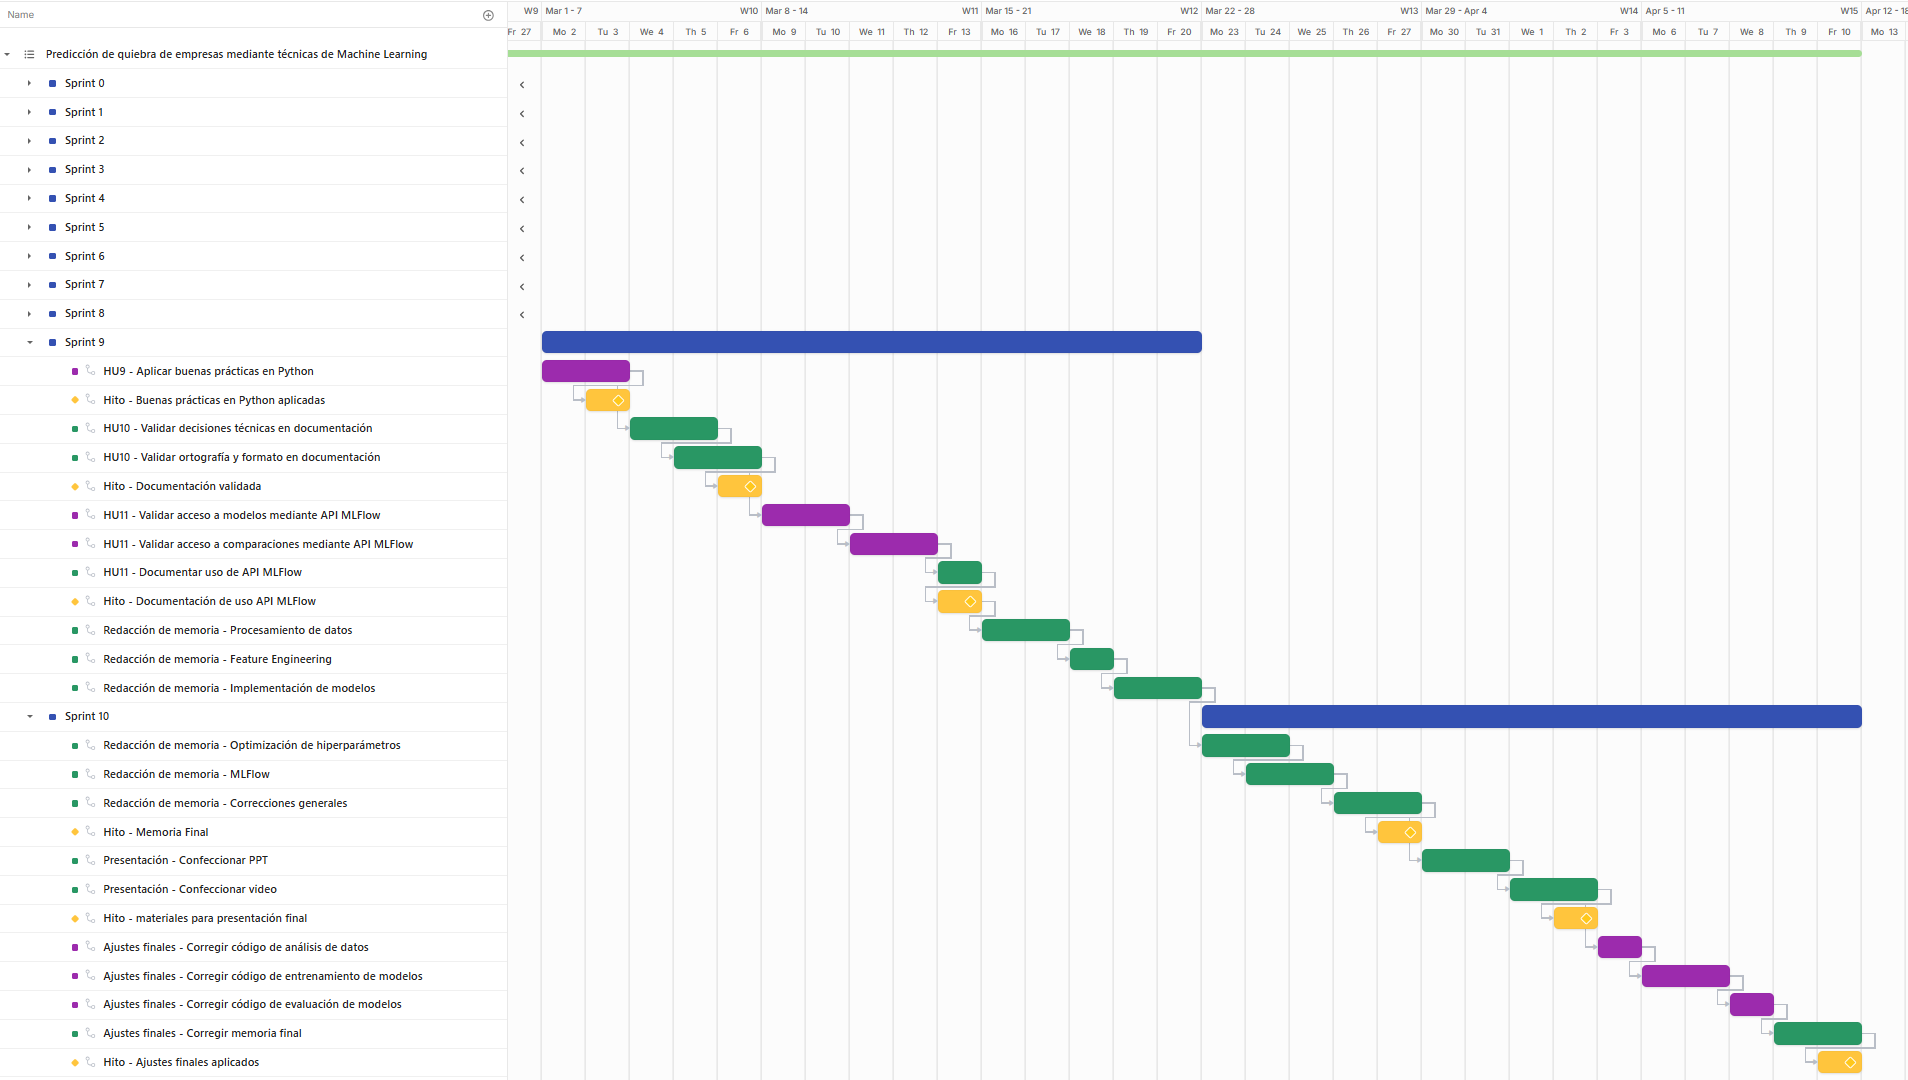 Name
W9 Mar 1 - 7 W10 Mar 8 - 14 W11 Mar 15 - 21 W12 Mar 22 - 28 W13 Mar 29 - Apr 4 W14 Apr 5 - 11 W15 Apr 12 - 18
Fr 27 Mo 2 Tu 3 We 4 Th 5 Fr 6 Mo 9 Tu 10 We 11 Th 12 Fr 13 Mo 16 Tu 17 We 18 Th 19 Fr 20 Mo 23 Tu 24 We 25 Th 26 Fr 27 Mo 30 Tu 31 We 1 Th 2 Fr 3 Mo 6 Tu 7 We 8 Th 9 Fr 10 Mo 13
Predicción de quiebra de empresas mediante técnicas de Machine Learning
Sprint 0
Sprint 1
Sprint 2
Sprint 3
Sprint 4
Sprint 5
Sprint 6
Sprint 7
Sprint 8
Sprint 9
HU9 - Aplicar buenas prácticas en Python
Hito - Buenas prácticas en Python aplicadas
HU10 - Validar decisiones técnicas en documentación
HU10 - Validar ortografía y formato en documentación
Hito - Documentación validada
HU11 - Validar acceso a modelos mediante API MLFlow
HU11 - Validar acceso a comparaciones mediante API MLFlow
HU11 - Documentar uso de API MLFlow
Hito - Documentación de uso API MLFlow
Redacción de memoria - Procesamiento de datos
Redacción de memoria - Feature Engineering
Redacción de memoria - Implementación de modelos
Sprint 10
Redacción de memoria - Optimización de hiperparámetros
Redacción de memoria - MLFlow
Redacción de memoria - Correcciones generales
Hito - Memoria Final
Presentación - Confeccionar PPT
Presentación - Confeccionar video
Hito - materiales para presentación final
Ajustes finales - Corregir código de análisis de datos
Ajustes finales - Corregir código de entrenamiento de modelos
Ajustes finales - Corregir código de evaluación de modelos
Ajustes finales - Corregir memoria final
Hito - Ajustes finales aplicados